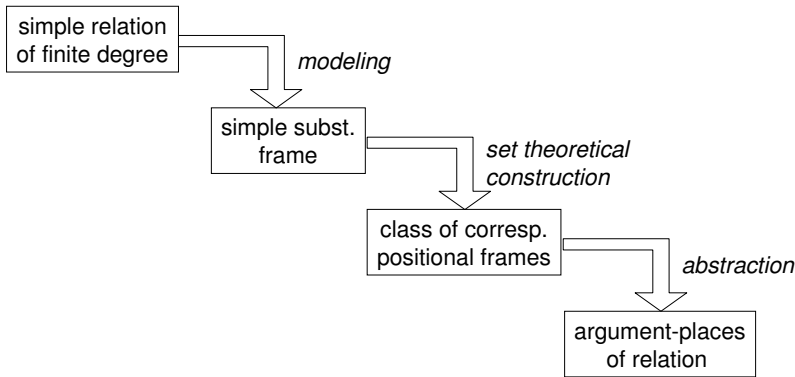 simple relation
of finite degree
modeling
simple subst.
frame
set theoretical
construction
class of corresp.
positional frames
abstraction
argument-places
of relation